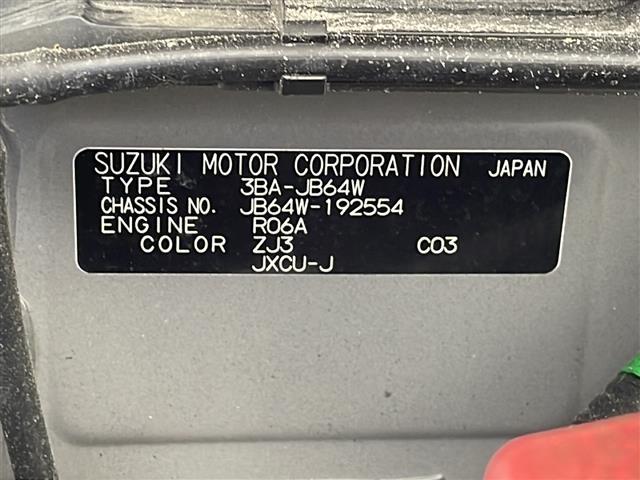 SUZUKI MOTOR CORPORATION JAPAN
TYPE 3BA-JB64W
CHASSIS NO. JB64W-192554
ENGINE R06A
COLOR ZJ3 C03
JXCU-J